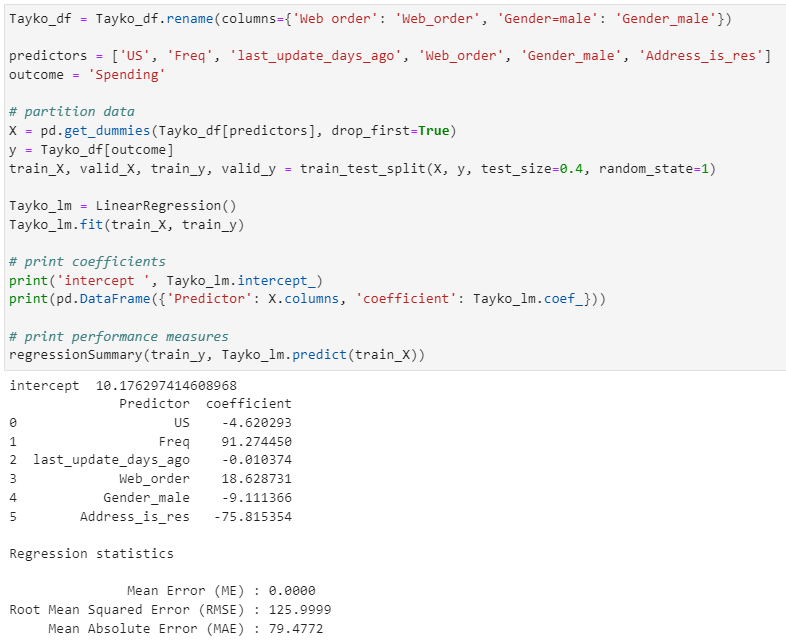 Tayko_df = Tayko_df.rename(columns={'Web order': 'Web_order', 'Gender=male': 'Gender_male'})
predictors = ['US', 'Freq', 'last_update_days_ago', 'Web_order', 'Gender_male', 'Address_is_res']
outcome = 'Spending'
# partition data
X = pd.get_dummies(Tayko_df[predictors], drop_first=True)
y = Tayko_df[outcome]
train_X, valid_X, train_y, valid_y = train_test_split(X, y, test_size=0.4, random_state=1)
Tayko_lm = LinearRegression()
Tayko_lm.fit(train_X, train_y)
# print coefficients
print('intercept ', Tayko_lm.intercept_)
print(pd.DataFrame({'Predictor': X.columns, 'coefficient': Tayko_lm.coef_}))
# print performance measures
regressionSummary(train_y, Tayko_lm.predict(train_X))
intercept  10.176297414608968
Predictor  coefficient
0 US -4.620293
1 Freq 91.274450
2 last_update_days_ago -0.010374
3 Web_order 18.628731
4 Gender_male -9.111366
5 Address_is_res -75.815354
Regression statistics
Mean Error (ME) : 0.0000
Root Mean Squared Error (RMSE) : 125.9999
Mean Absolute Error (MAE) : 79.4772